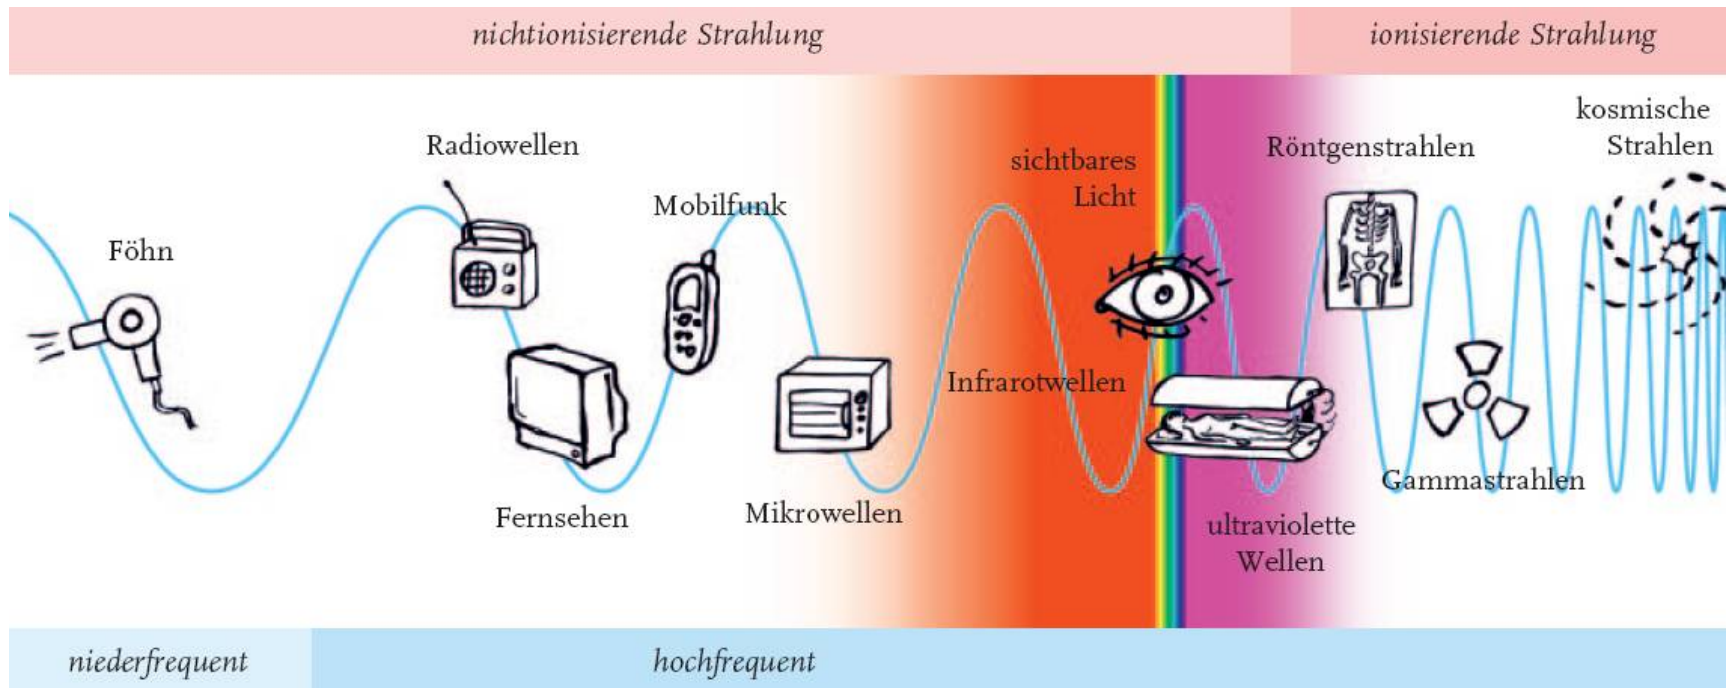 nichtionisierende Strahlung
ionisierende Strahlung
kosmische
Strahlen
Radiowellen
Röntgenstrahlen
sichtbares
Licht
Mobilfunk
Föhn
Infrarotwellen
Gammastrahlen
Mikrowellen
Fernsehen
ultraviolette
Wellen
niederfrequent
hochfrequent